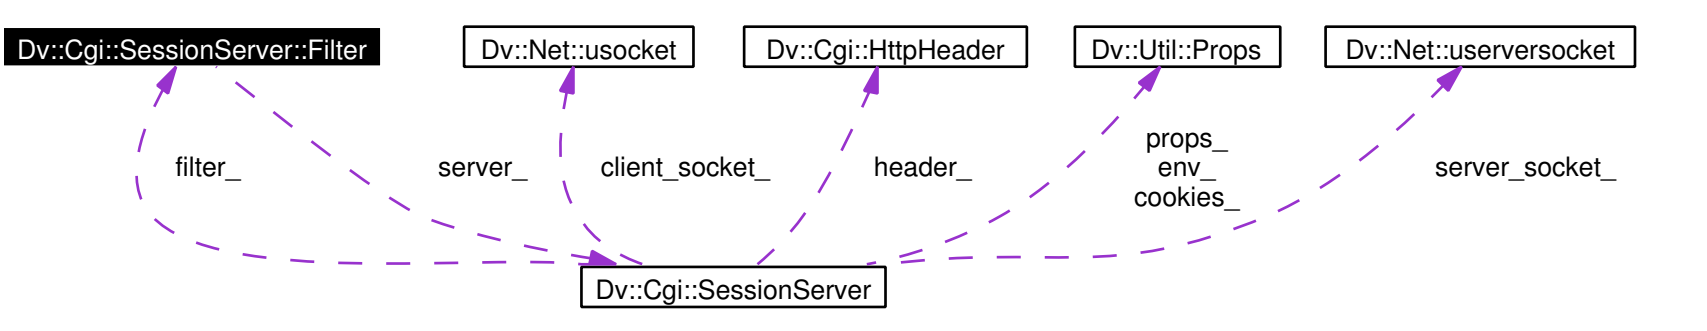 Dv::Cgi::SessionServer::Filter
Dv::Net::usocket
Dv::Cgi::HttpHeader
Dv::Util::Props
Dv::Net::userversocket
filter_
server_
client_socket_
header_
props_
env_
cookies_
server_socket_
Dv::Cgi::SessionServer